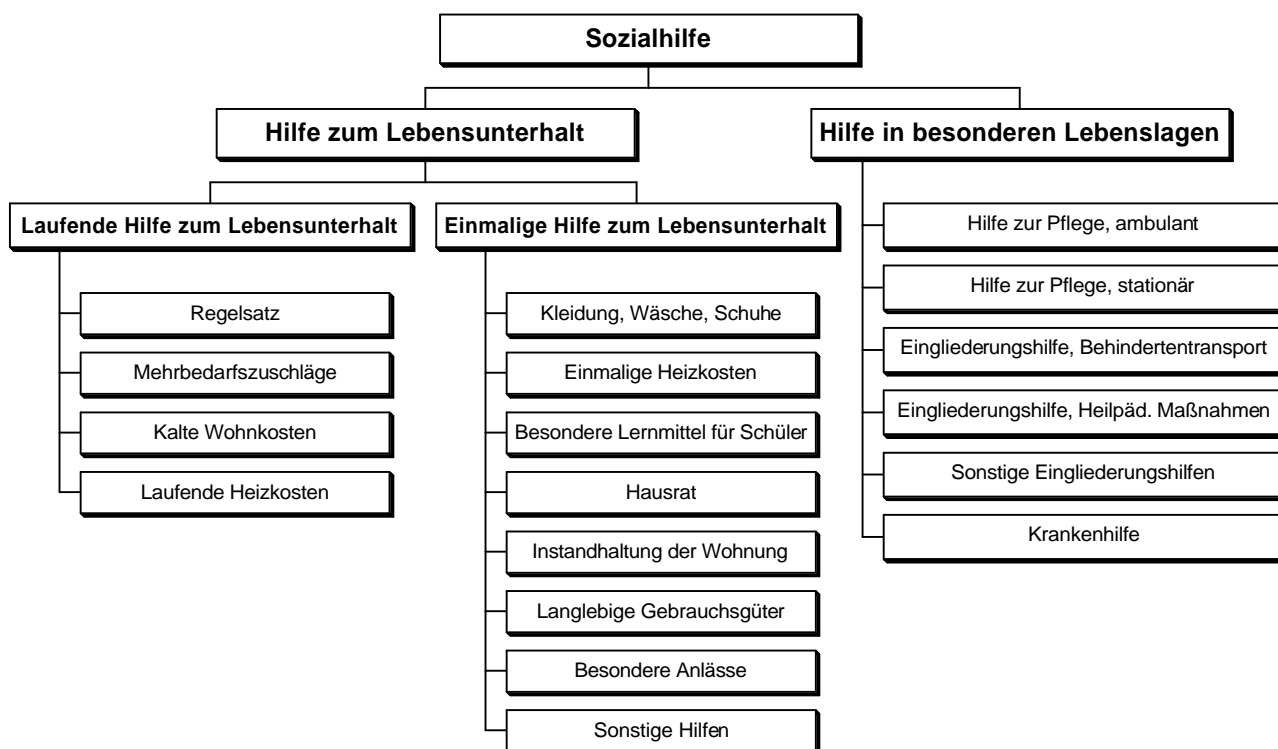 Sozialhilfe
Hilfe zum Lebensunterhalt
Hilfe in besonderen Lebenslagen
Laufende Hilfe zum Lebensunterhalt
Einmalige Hilfe zum Lebensunterhalt
Regelsatz
Mehrbedarfszuschläge
Kalte Wohnkosten
Laufende Heizkosten
Kleidung, Wäsche, Schuhe
Einmalige Heizkosten
Besondere Lernmittel für Schüler
Hausrat
Instandhaltung der Wohnung
Langlebige Gebrauchsgüter
Besondere Anlässe
Sonstige Hilfen
Hilfe zur Pflege, ambulant
Hilfe zur Pflege, stationär
Eingliederungshilfe, Behindertentransport
Eingliederungshilfe, Heilpäd. Maßnahmen
Sonstige Eingliederungshilfen
Krankenhilfe